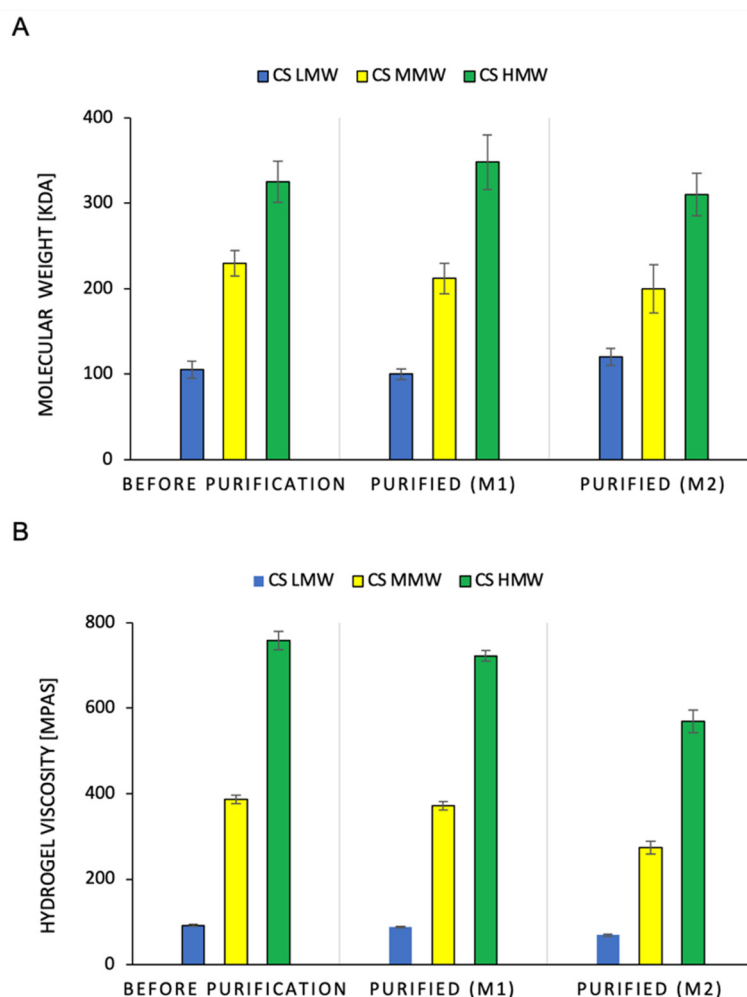 A
CS LMW CS MMW CS HMW
MOLECULAR WEIGHT [KDA]
400
300
200
100
0
BEFORE PURIFICATION PURIFIED (M1) PURIFIED (M2)
B
CS LMW CS MMW CS HMW
HYDROGEL VISCOSITY [MPAS]
800
600
400
200
0
BEFORE PURIFICATION PURIFIED (M1) PURIFIED (M2)